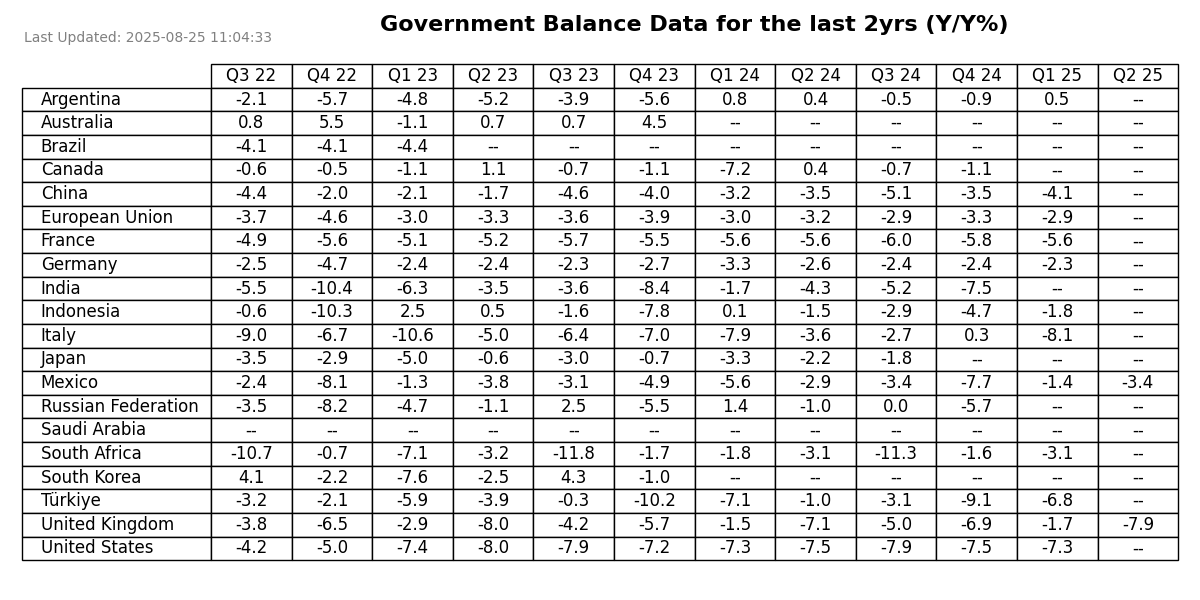 Government Balance Data for the last 2yrs (Y/Y%)
Last Updated: 2025-08-25 11:04:33
Q3 22 Q4 22 Q1 23 Q2 23 Q3 23 Q4 23 Q1 24 Q2 24 Q3 24 Q4 24 Q1 25 Q2 25
Argentina -2.1 -5.7 -4.8 -5.2 -3.9 -5.6 0.8 0.4 -0.5 -0.9 0.5 --
Australia 0.8 5.5 -1.1 0.7 0.7 4.5 -- -- -- -- -- --
Brazil -4.1 -4.1 -4.4 -- -- -- -- -- -- -- -- --
Canada -0.6 -0.5 -1.1 1.1 -0.7 -1.1 -7.2 0.4 -0.7 -1.1 -- --
China -4.4 -2.0 -2.1 -1.7 -4.6 -4.0 -3.2 -3.5 -5.1 -3.5 -4.1 --
European Union -3.7 -4.6 -3.0 -3.3 -3.6 -3.9 -3.0 -3.2 -2.9 -3.3 -2.9 --
France -4.9 -5.6 -5.1 -5.2 -5.7 -5.5 -5.6 -5.6 -6.0 -5.8 -5.6 --
Germany -2.5 -4.7 -2.4 -2.4 -2.3 -2.7 -3.3 -2.6 -2.4 -2.4 -2.3 --
India -5.5 -10.4 -6.3 -3.5 -3.6 -8.4 -1.7 -4.3 -5.2 -7.5 -- --
Indonesia -0.6 -10.3 2.5 0.5 -1.6 -7.8 0.1 -1.5 -2.9 -4.7 -1.8 --
Italy -9.0 -6.7 -10.6 -5.0 -6.4 -7.0 -7.9 -3.6 -2.7 0.3 -8.1 --
Japan -3.5 -2.9 -5.0 -0.6 -3.0 -0.7 -3.3 -2.2 -1.8 -- -- --
Mexico -2.4 -8.1 -1.3 -3.8 -3.1 -4.9 -5.6 -2.9 -3.4 -7.7 -1.4 -3.4
Russian Federation -3.5 -8.2 -4.7 -1.1 2.5 -5.5 1.4 -1.0 0.0 -5.7 -- --
Saudi Arabia -- -- -- -- -- -- -- -- -- -- -- --
South Africa -10.7 -0.7 -7.1 -3.2 -11.8 -1.7 -1.8 -3.1 -11.3 -1.6 -3.1 --
South Korea 4.1 -2.2 -7.6 -2.5 4.3 -1.0 -- -- -- -- -- --
Türkiye -3.2 -2.1 -5.9 -3.9 -0.3 -10.2 -7.1 -1.0 -3.1 -9.1 -6.8 --
United Kingdom -3.8 -6.5 -2.9 -8.0 -4.2 -5.7 -1.5 -7.1 -5.0 -6.9 -1.7 -7.9
United States -4.2 -5.0 -7.4 -8.0 -7.9 -7.2 -7.3 -7.5 -7.9 -7.5 -7.3 --